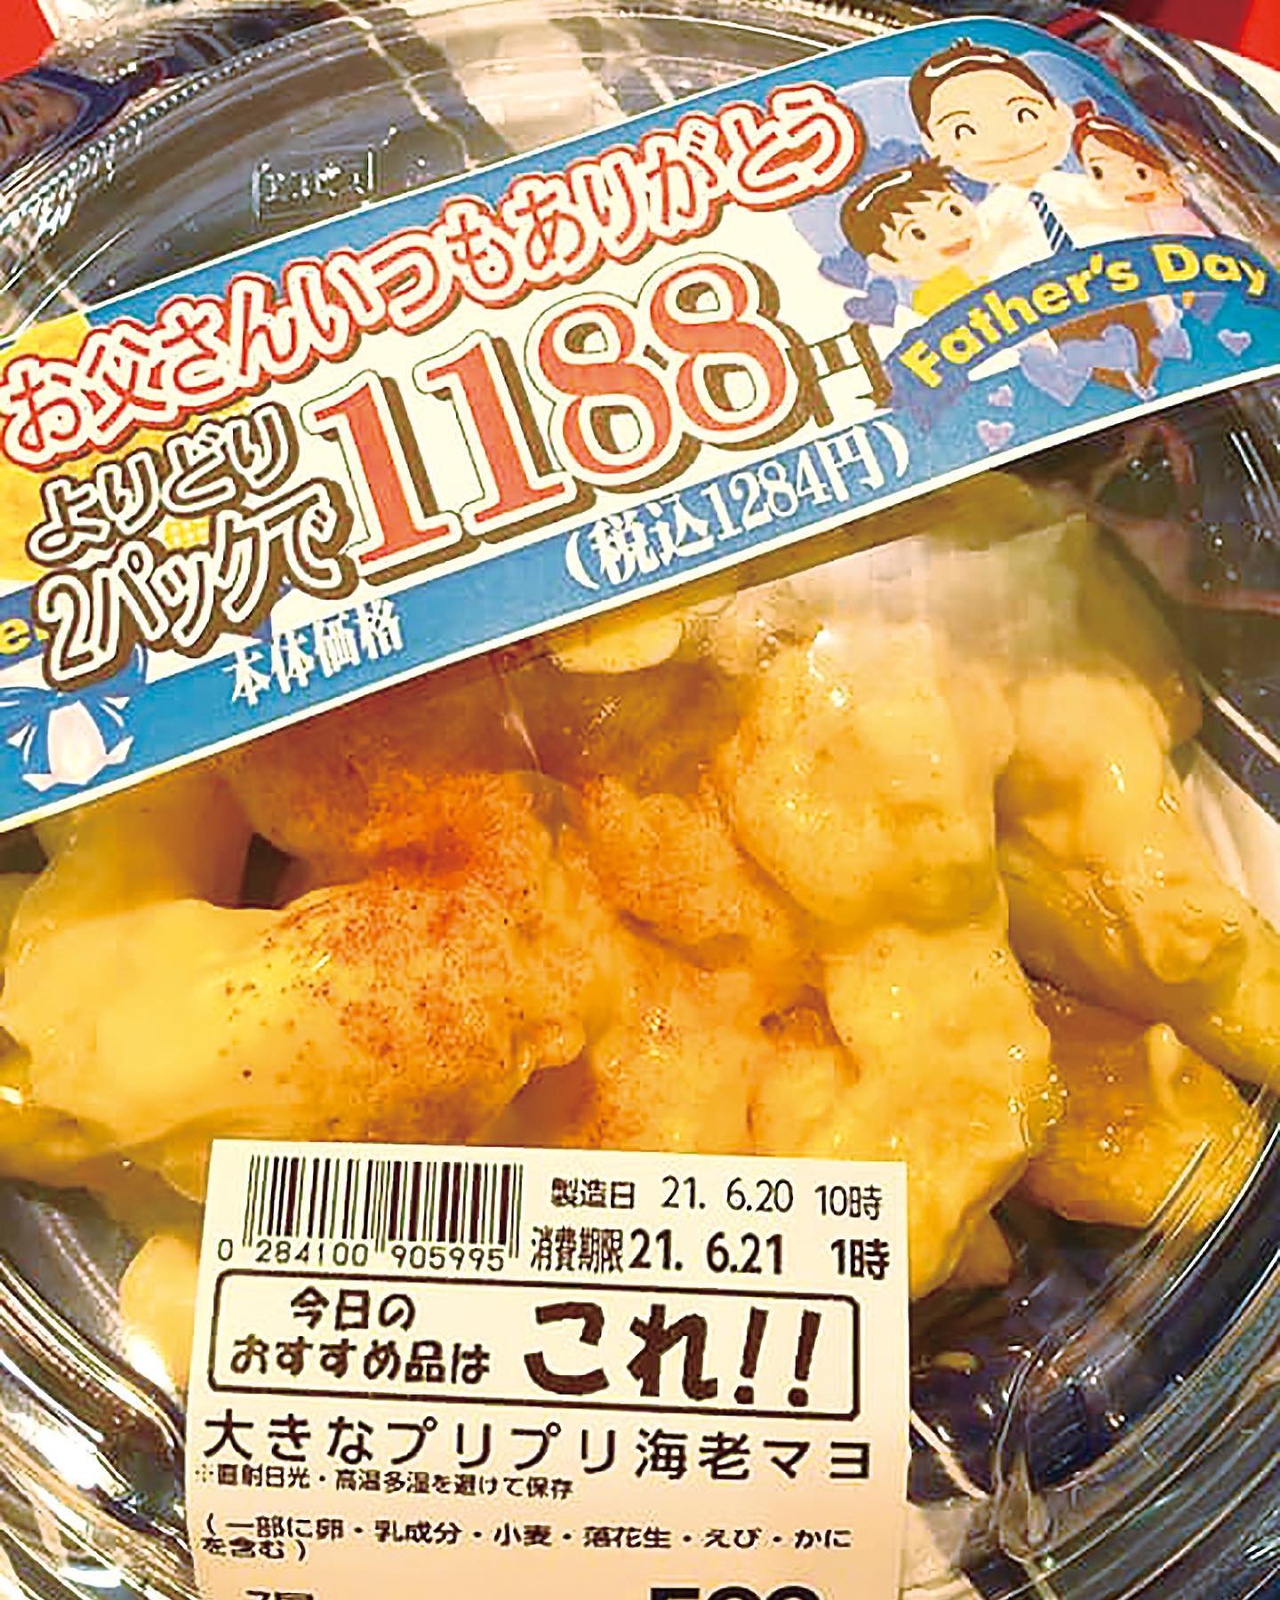 お父さんいつもありがとう
Father's Day
よりどり
2パックで
1188円
本体価格
(税込1284円)
製造日 21. 6.20 10時
消費期限 21. 6.21 1時
0 284100 905995
今日の
おすすめ品は
これ!!
大きなプリプリ海老マヨ
※直射日光・高温多湿を避けて保存
(一部に卵・乳成分・小麦・落花生・えび・かに
を含む)